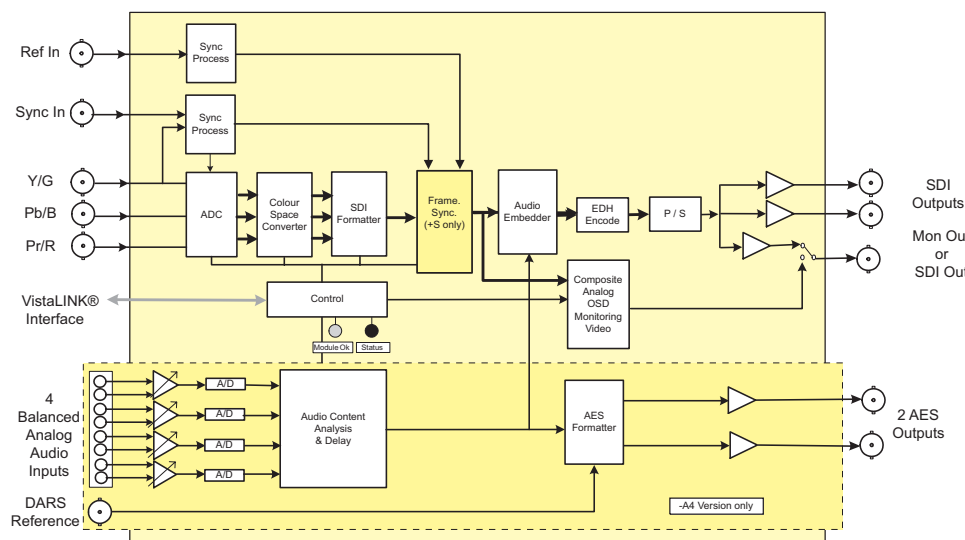 Ref In
Sync
Process
Sync In
Sync
Process
Y/G
Pb/B
Pr/R
ADC
Colour
Space
Converter
SDI
Formatter
Frame.
Sync.
(+S only)
Audio
Embedder
EDH
Encode
P / S
SDI
Outputs
Mon Ou
or
SDI Out
VistaLINK®
Interface
Control
Module Ok
Status
Composite
Analog
OSD
Monitoring
Video
4
Balanced
Analog
Audio
Inputs
A/D
A/D
A/D
A/D
Audio Content
Analysis
& Delay
AES
Formatter
2 AES
Outputs
DARS
Reference
-A4 Version only